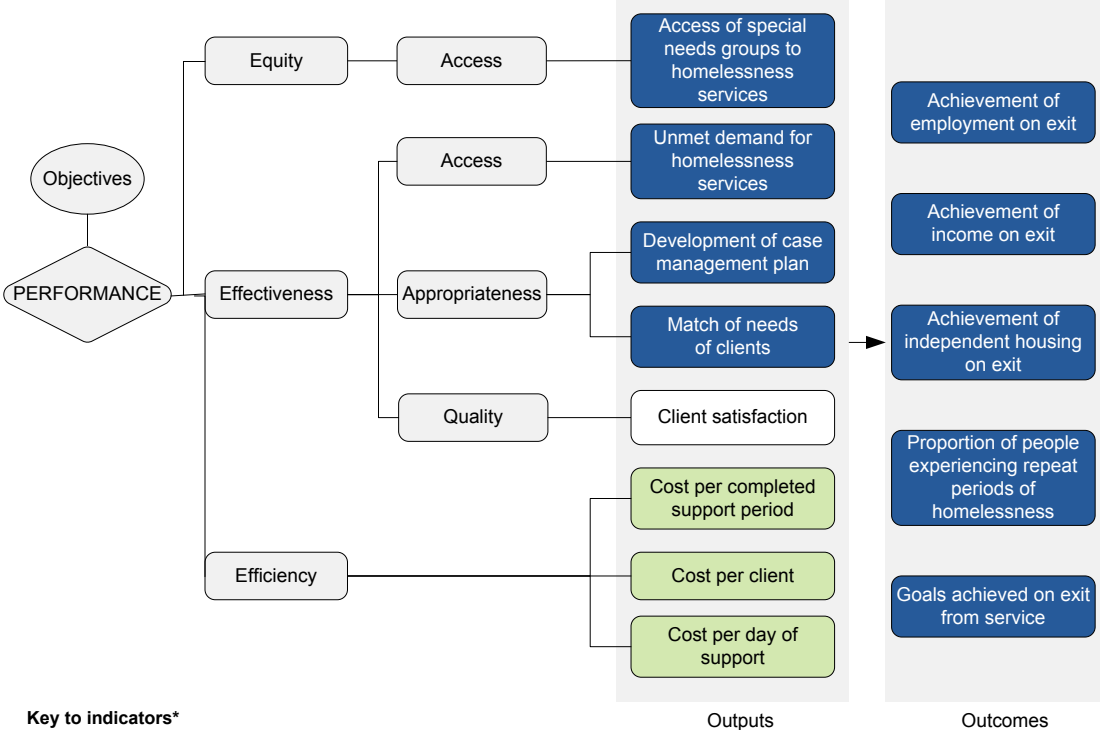 Objectives
PERFORMANCE
Equity
Access
Access of special
needs groups to
homelessness
services
Effectiveness
Access
Unmet demand for
homelessness
services
Appropriateness
Development of case
management plan
Match of needs
of clients
Quality
Client satisfaction
Efficiency
Cost per completed
support period
Cost per client
Cost per day of
support
Achievement of
employment on exit
Achievement of
income on exit
Achievement of
independent housing
on exit
Proportion of people
experiencing repeat
periods of
homelessness
Goals achieved on exit
from service
Key to indicators*
Outputs
Outcomes